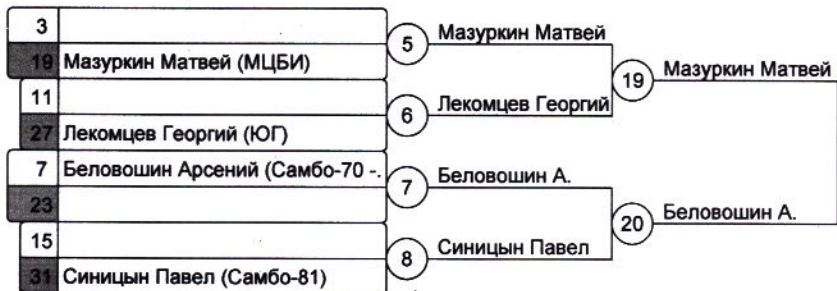 3
19 Мазуркин Матвей (МЦБИ)
5
Мазуркин Матвей
11
27 Лекомцев Георгий (ЮГ)
6
Лекомцев Георгий
19
Мазуркин Матвей
7 Беловошин Арсений (Самбо-70 -.
23
7
Беловошин А.
15
31 Синицын Павел (Самбо-81)
8
Синицын Павел
20
Беловошин А.